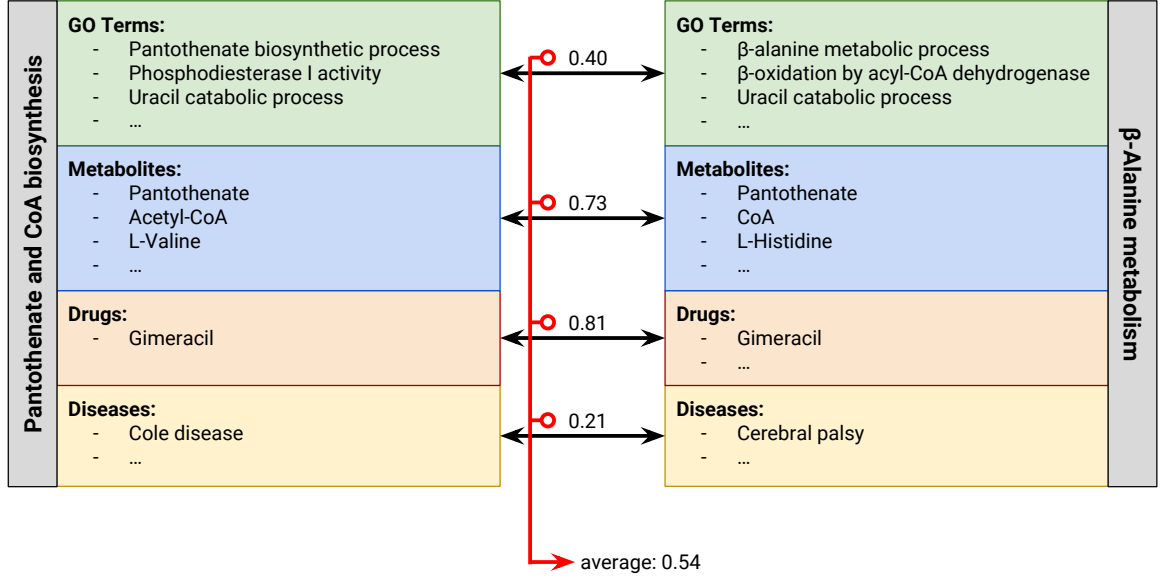 Pantothenate and CoA biosynthesis
GO Terms:
- Pantothenate biosynthetic process
- Phosphodiesterase I activity
- Uracil catabolic process
- …
Metabolites:
- Pantothenate
- Acetyl-CoA
- L-Valine
- …
Drugs:
- Gimeracil
Diseases:
- Cole disease
- …
0.40
0.73
0.81
0.21
average: 0.54
GO Terms:
- β-alanine metabolic process
- β-oxidation by acyl-CoA dehydrogenase
- Uracil catabolic process
- …
Metabolites:
- Pantothenate
- CoA
- L-Histidine
- …
Drugs:
- Gimeracil
- …
Diseases:
- Cerebral palsy
- …
β-Alanine metabolism